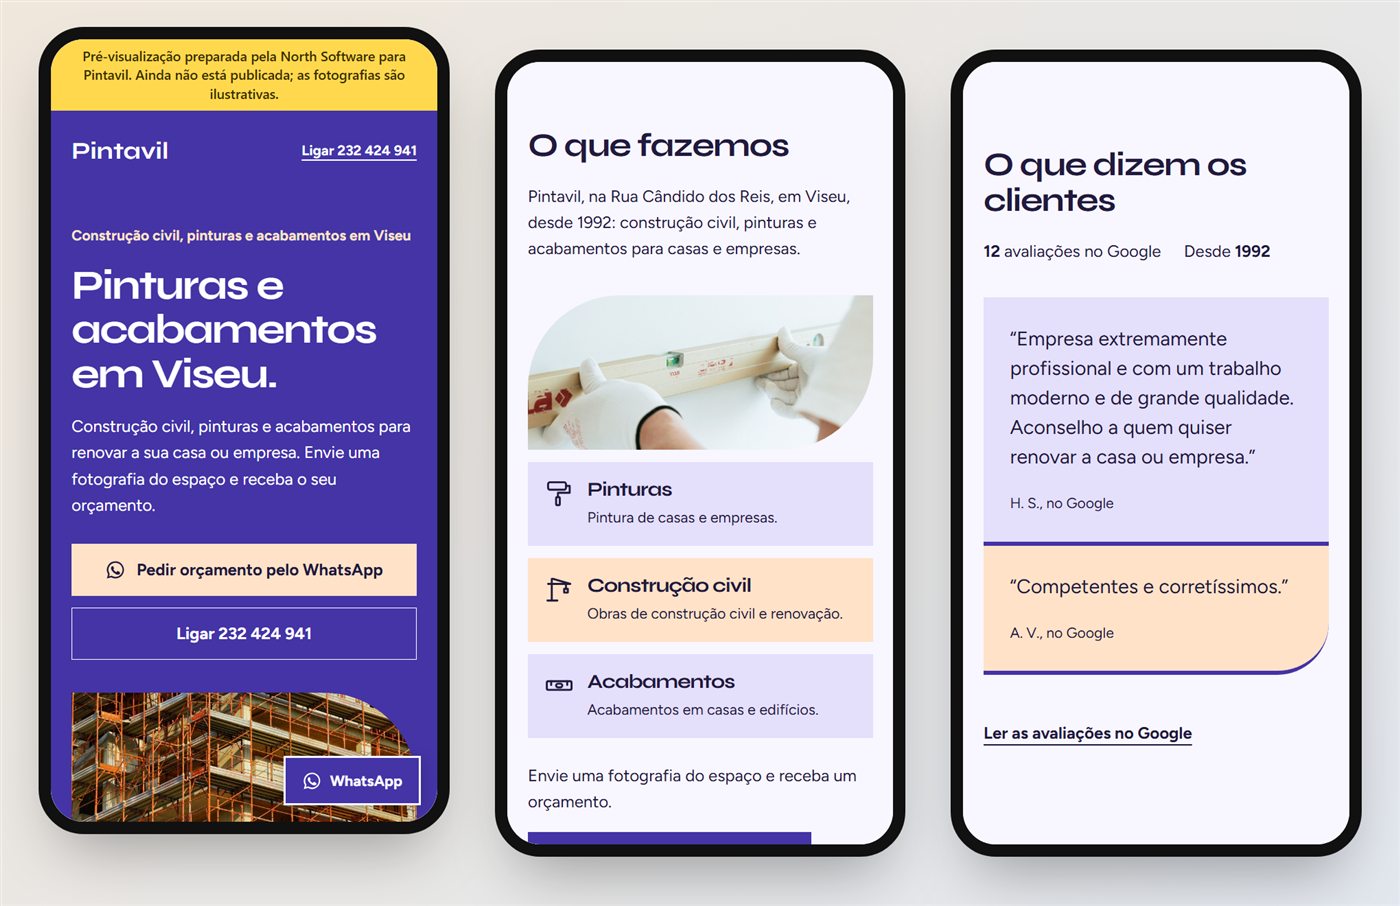 Pré-visualização preparada pela North Software para
Pintavil. Ainda não está publicada; as fotografias são
ilustrativas.
Pintavil
Ligar 232 424 941
Construção civil, pinturas e acabamentos em Viseu
Pinturas e
acabamentos
em Viseu.
Construção civil, pinturas e acabamentos para
renovar a sua casa ou empresa. Envie uma
fotografia do espaço e receba o seu
orçamento.
Pedir orçamento pelo WhatsApp
Ligar 232 424 941
WhatsApp
O que fazemos
Pintavil, na Rua Cândido dos Reis, em Viseu,
desde 1992: construção civil, pinturas e
acabamentos para casas e empresas.
Pinturas
Pintura de casas e empresas.
Construção civil
Obras de construção civil e renovação.
Acabamentos
Acabamentos em casas e edifícios.
Envie uma fotografia do espaço e receba um
orçamento.
O que dizem os
clientes
12 avaliações no Google
Desde 1992
“Empresa extremamente
profissional e com um trabalho
moderno e de grande qualidade.
Aconselho a quem quiser
renovar a casa ou empresa.”
H. S., no Google
“Competentes e corretíssimos.”
A. V., no Google
Ler as avaliações no Google